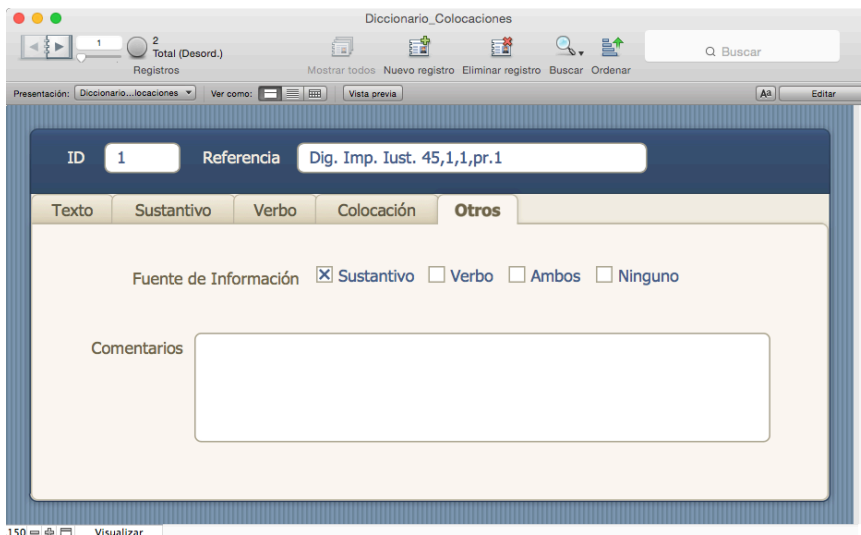 Diccionario_Colocaciones
1
2
Total (Desord.)
Registros
Mostrar todos Nuevo registro Eliminar registro Buscar Ordenar
Buscar
Presentación: Diccionario...locaciones Ver como: Vista previa Aa Editar
ID 1 Referencia Dig. Imp. Iust. 45,1,1,pr.1
Texto Sustantivo Verbo Colocación Otros
Fuente de Información Sustantivo Verbo Ambos Ninguno
Comentarios
150 Visualizar